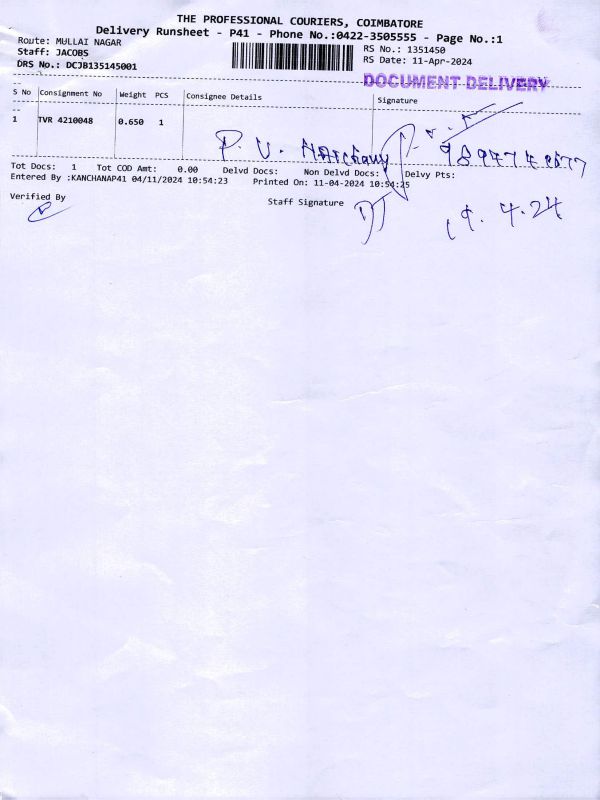 THE PROFESSIONAL COURIERS, COIMBATORE
Delivery Runsheet - P41 - Phone No.:0422-3505555 - Page No.:1
Route: MULLAI NAGAR
RS No.: 1351450
Staff: JACOBS
RS Date: 11-Apr-2024
DRS No.: DCJB135145001
DOCUMENT DELIVERY
S No Consignment No Weight PCS Consignee Details Signature
1 TVR 4210048 0.650 1
P. V.
Tot Docs: 1 Tot COD Amt: 0.00 Delvd Docs: Non Delvd Docs: Delvy Pts:
Entered By :KANCHANAP41 04/11/2024 10:54:23 Printed On: 11-04-2024 10:54:25
Verified By
Staff Signature